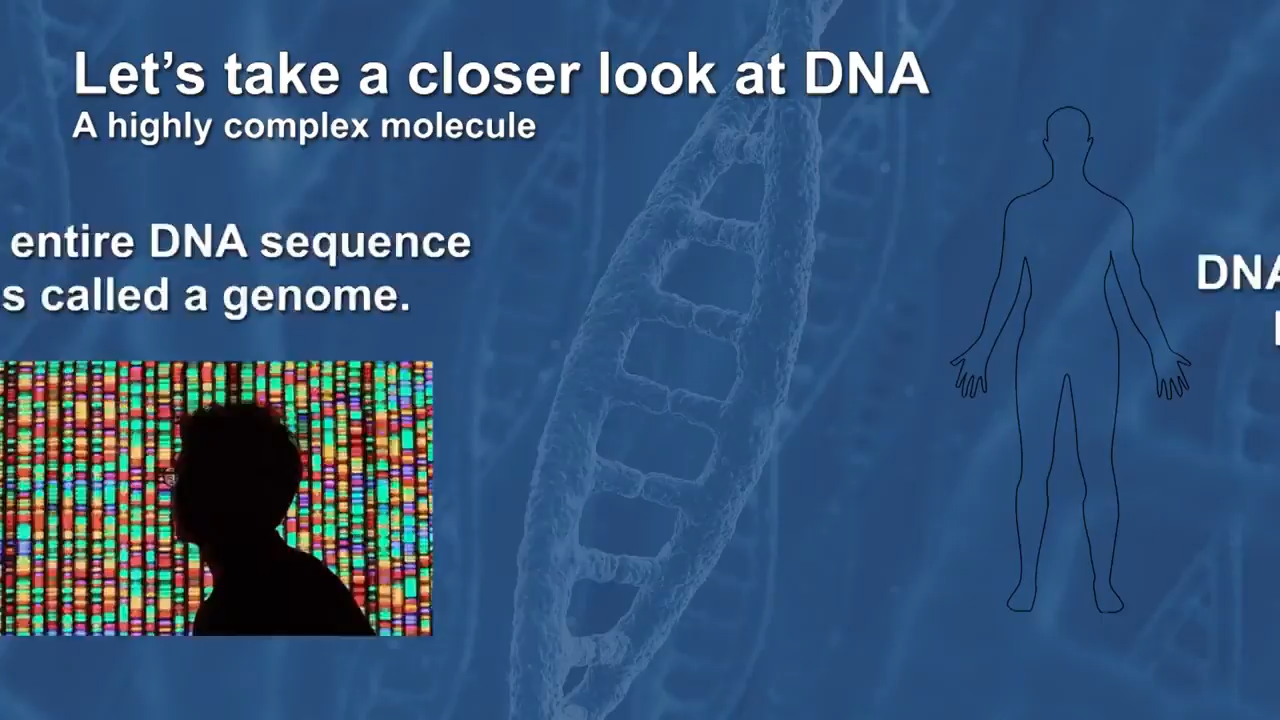 Let's take a closer look at DNA
A highly complex molecule
entire DNA sequence
s called a genome.
DNA